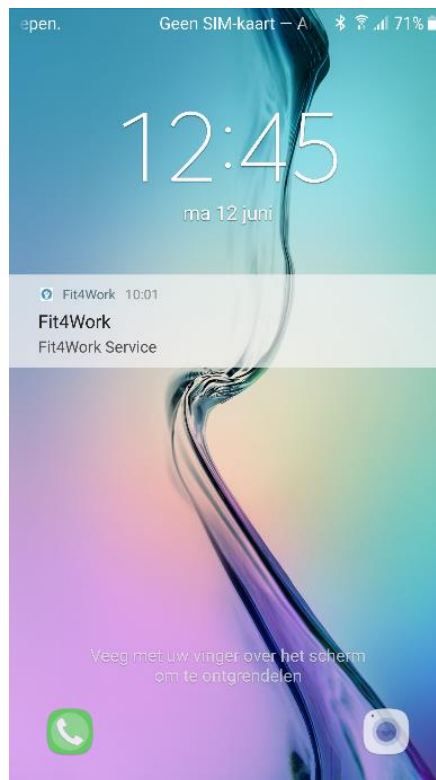 epen. Geen SIM-kaart — A 71%
12:45
ma 12 juni
Fit4Work 10:01
Fit4Work
Fit4Work Service
Veeg met uw vinger over het scherm
om te ontgrendelen